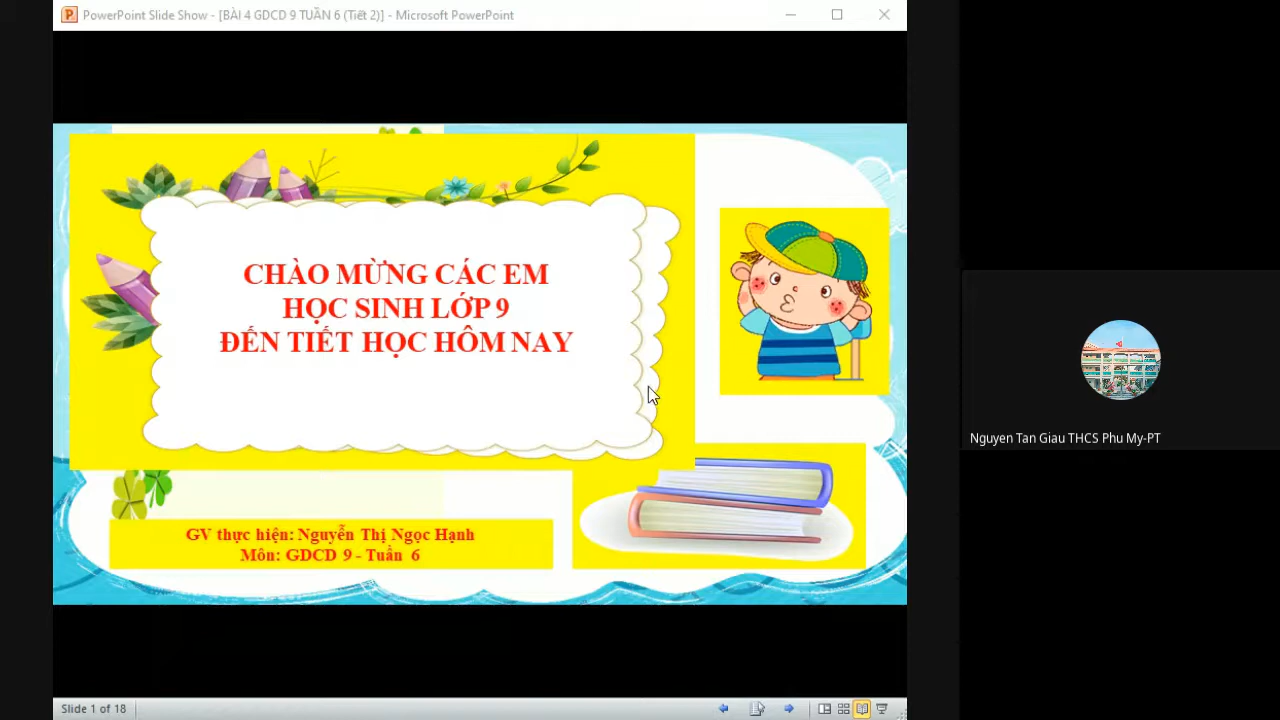 PowerPoint Slide Show - [BÀI 4 GDCD 9 TUẦN 6 (Tiết 2)] - Microsoft PowerPoint
CHÀO MỪNG CÁC EM
HỌC SINH LỚP 9
ĐẾN TIẾT HỌC HÔM NAY
GV thực hiện: Nguyễn Thị Ngọc Hạnh
Môn: GDCD 9 - Tuần 6
Nguyen Tan Giau THCS Phu My-PT
Slide 1 of 18